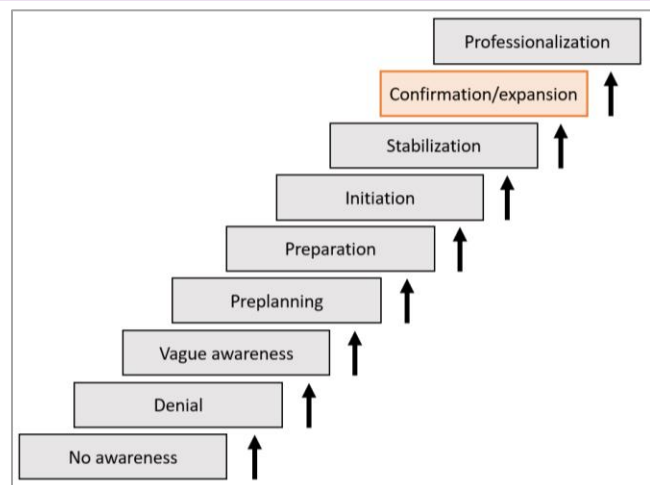 Professionalization
Confirmation/expansion
Stabilization
Initiation
Preparation
Preplanning
Vague awareness
Denial
No awareness